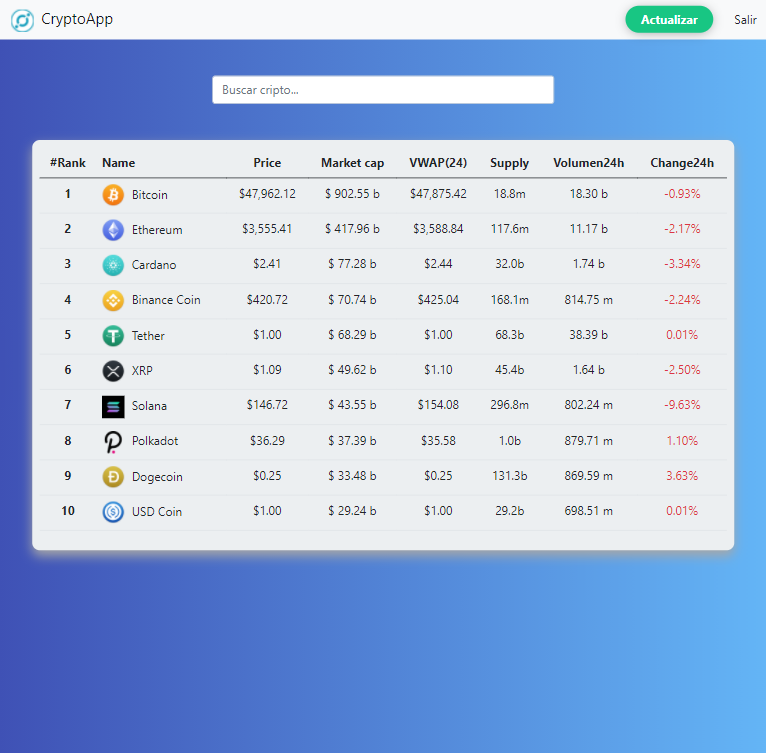 CryptoApp Actualizar Salir
Buscar cripto...
#Rank Name Price Market cap VWAP(24) Supply Volumen24h Change24h
1 Bitcoin $47,962.12 $ 902.55 b $47,875.42 18.8m 18.30 b -0.93%
2 Ethereum $3,555.41 $ 417.96 b $3,588.84 117.6m 11.17 b -2.17%
3 Cardano $2.41 $ 77.28 b $2.44 32.0b 1.74 b -3.34%
4 Binance Coin $420.72 $ 70.74 b $425.04 168.1m 814.75 m -2.24%
5 Tether $1.00 $ 68.29 b $1.00 68.3b 38.39 b 0.01%
6 XRP $1.09 $ 49.62 b $1.10 45.4b 1.64 b -2.50%
7 Solana $146.72 $ 43.55 b $154.08 296.8m 802.24 m -9.63%
8 Polkadot $36.29 $ 37.39 b $35.58 1.0b 879.71 m 1.10%
9 Dogecoin $0.25 $ 33.48 b $0.25 131.3b 869.59 m 3.63%
10 USD Coin $1.00 $ 29.24 b $1.00 29.2b 698.51 m 0.01%